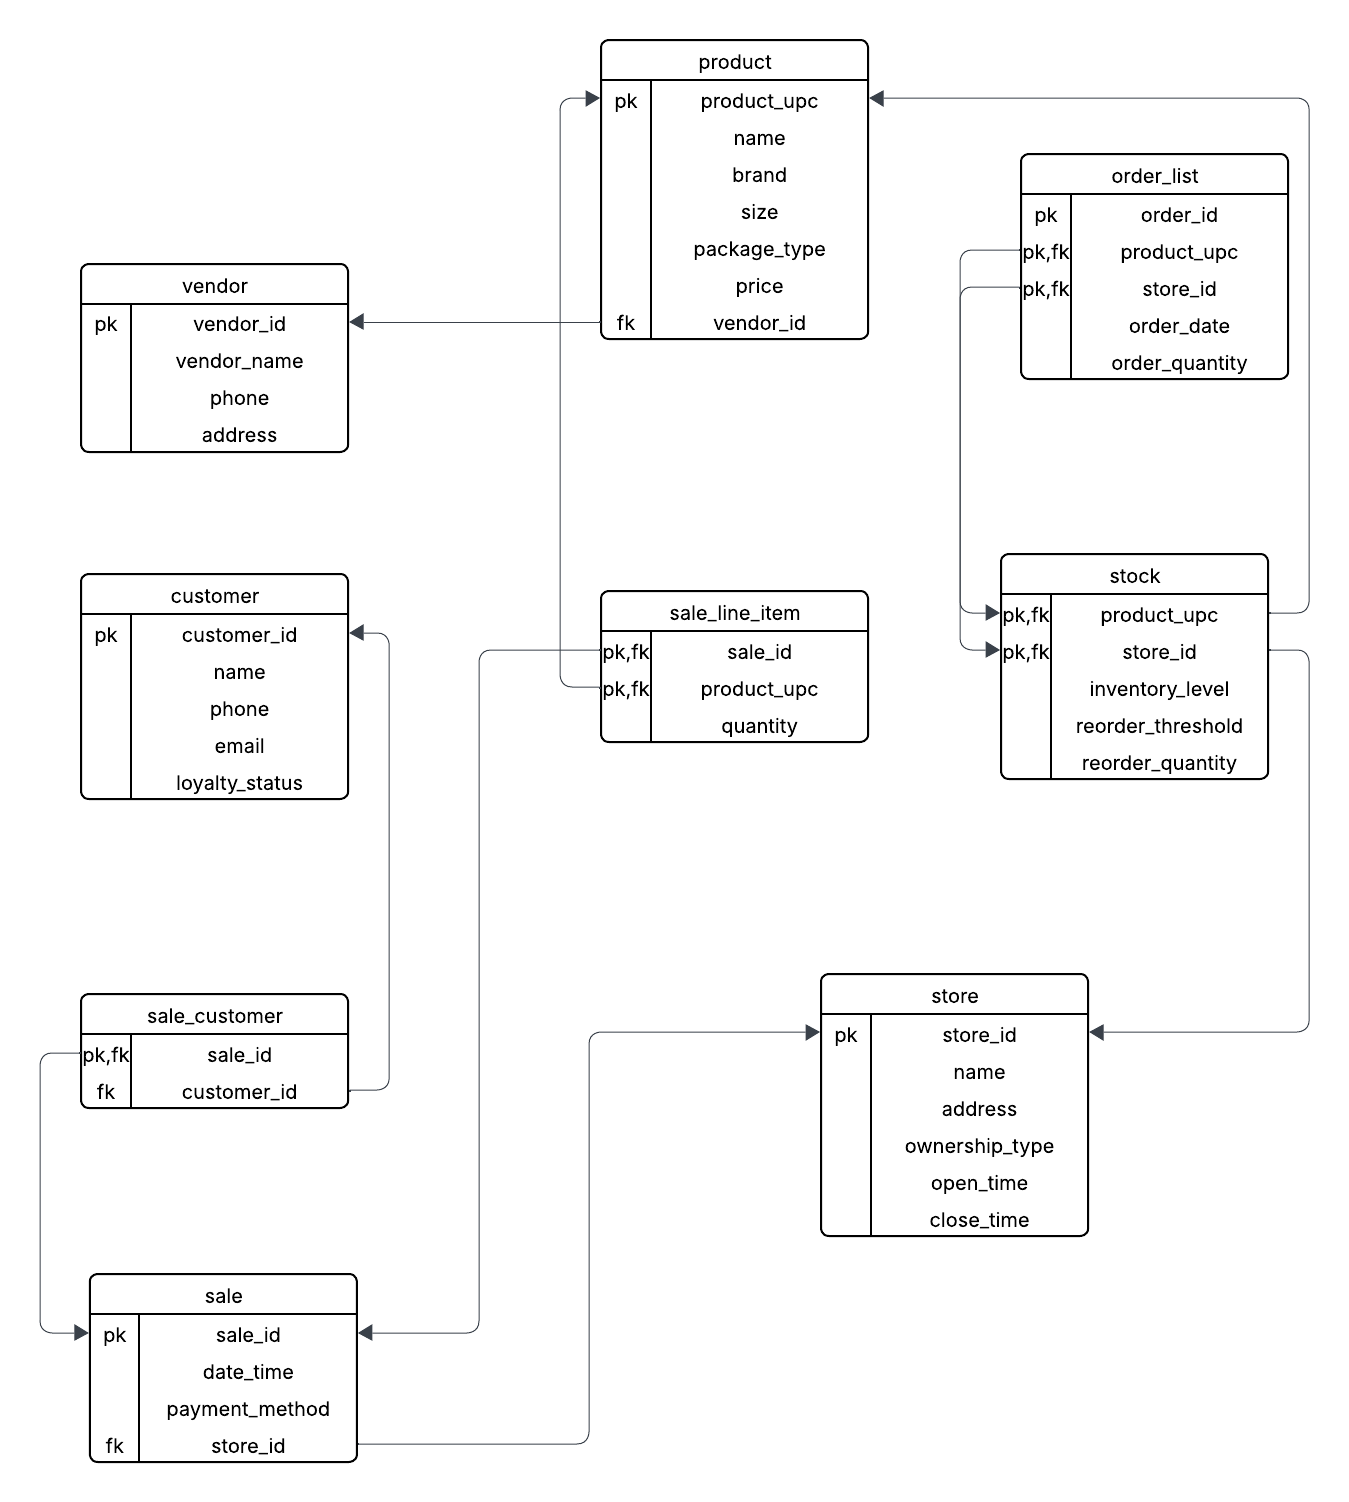 product
pk product_upc
name
brand
size
package_type
price
fk vendor_id
order_list
pk order_id
pk,fk product_upc
pk,fk store_id
order_date
order_quantity
vendor
pk vendor_id
vendor_name
phone
address
customer
pk customer_id
name
phone
email
loyalty_status
sale_line_item
pk,fk sale_id
pk,fk product_upc
quantity
stock
pk,fk product_upc
pk,fk store_id
inventory_level
reorder_threshold
reorder_quantity
sale_customer
pk,fk sale_id
fk customer_id
store
pk store_id
name
address
ownership_type
open_time
close_time
sale
pk sale_id
date_time
payment_method
fk store_id